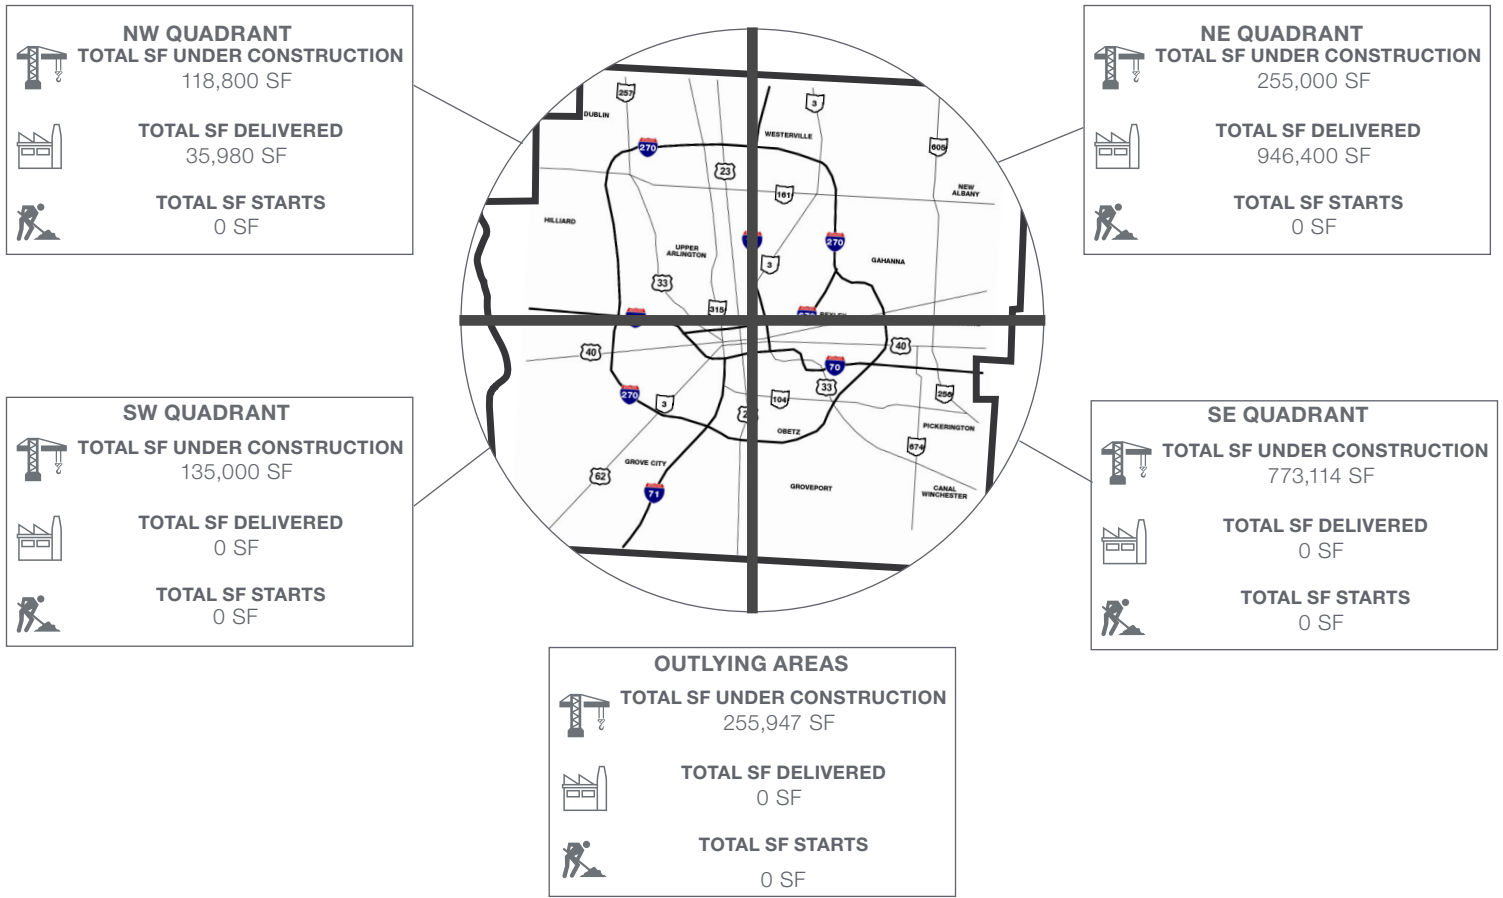 NW QUADRANT
TOTAL SF UNDER CONSTRUCTION
118,800 SF
TOTAL SF DELIVERED
35,980 SF
TOTAL SF STARTS
0 SF
NE QUADRANT
TOTAL SF UNDER CONSTRUCTION
255,000 SF
TOTAL SF DELIVERED
946,400 SF
TOTAL SF STARTS
0 SF
257
DUBLIN
3
WESTERVILLE
270
605
23
161
NEW
ALBANY
HILLIARD
UPPER
ARLINGTON
270
GAHANNA
3
33
315
40
40
70
270
3
104
33
256
OBETZ
PICKERINGTON
674
GROVE CITY
62
71
GROVEPORT
CANAL
WINCHESTER
SW QUADRANT
TOTAL SF UNDER CONSTRUCTION
135,000 SF
TOTAL SF DELIVERED
0 SF
TOTAL SF STARTS
0 SF
SE QUADRANT
TOTAL SF UNDER CONSTRUCTION
773,114 SF
TOTAL SF DELIVERED
0 SF
TOTAL SF STARTS
0 SF
OUTLYING AREAS
TOTAL SF UNDER CONSTRUCTION
255,947 SF
TOTAL SF DELIVERED
0 SF
TOTAL SF STARTS
0 SF